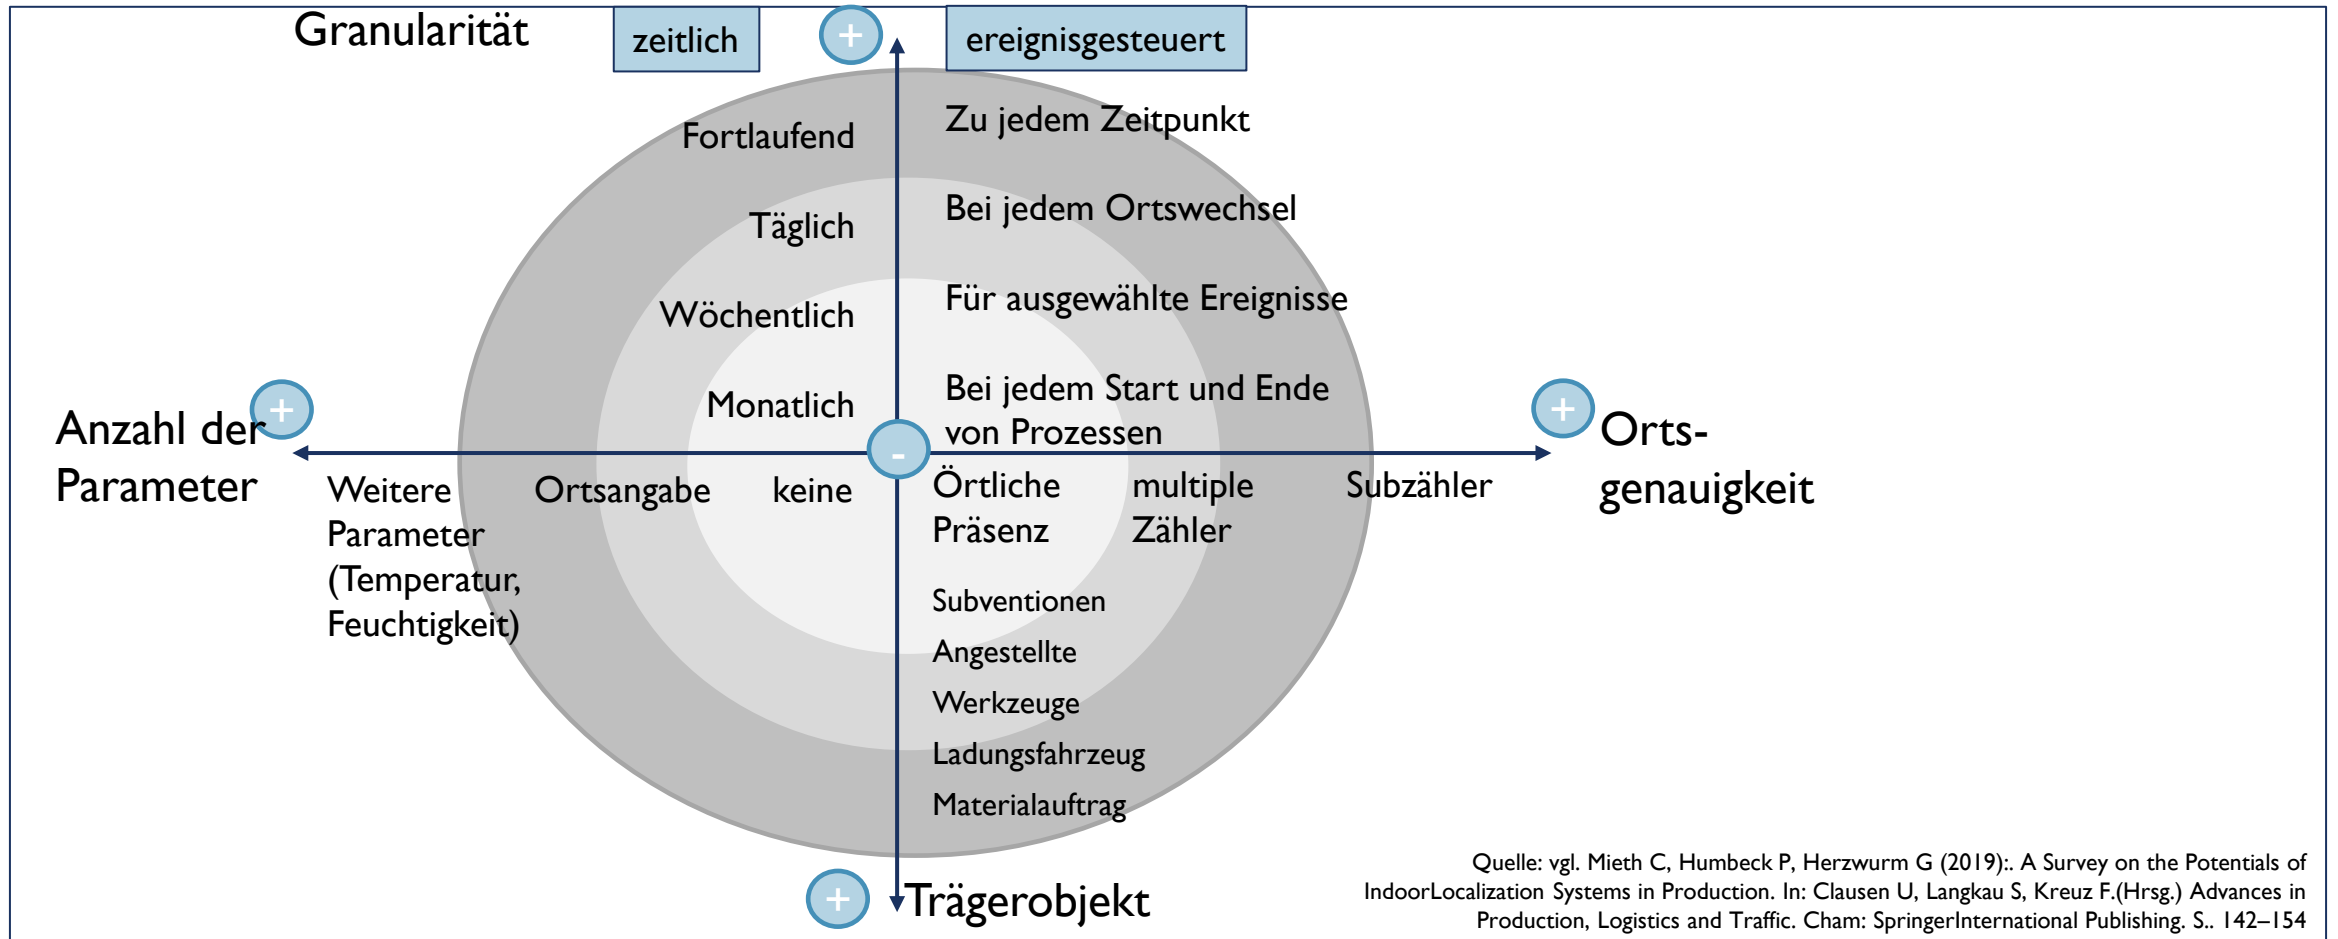 Granularität
zeitlich
+
ereignisgesteuert
Fortlaufend
Zu jedem Zeitpunkt
Täglich
Bei jedem Ortswechsel
Wöchentlich
Für ausgewählte Ereignisse
Monatlich
Bei jedem Start und Ende
von Prozessen
+
Anzahl der
Parameter
-
+
Orts-
genauigkeit
Weitere
Parameter
(Temperatur,
Feuchtigkeit)
Ortsangabe
keine
Örtliche
Präsenz
multiple
Zähler
Subzähler
Subventionen
Angestellte
Werkzeuge
Ladungsfahrzeug
Materialauftrag
+
Trägerobjekt
Quelle: vgl. Mieth C, Humbeck P, Herzwurm G (2019):. A Survey on the Potentials of
IndoorLocalization Systems in Production. In: Clausen U, Langkau S, Kreuz F.(Hrsg.) Advances in
Production, Logistics and Traffic. Cham: SpringerInternational Publishing. S.. 142–154